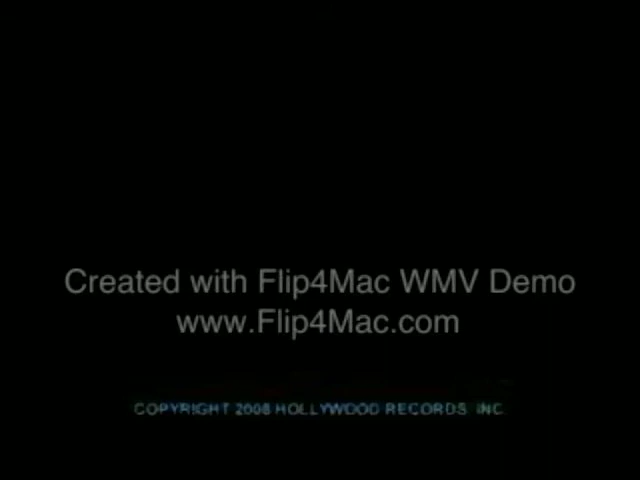 Created with Flip4Mac WMV Demo
www.Flip4Mac.com
COPYRIGHT 2008 HOLLYWOOD RECORDS INC.